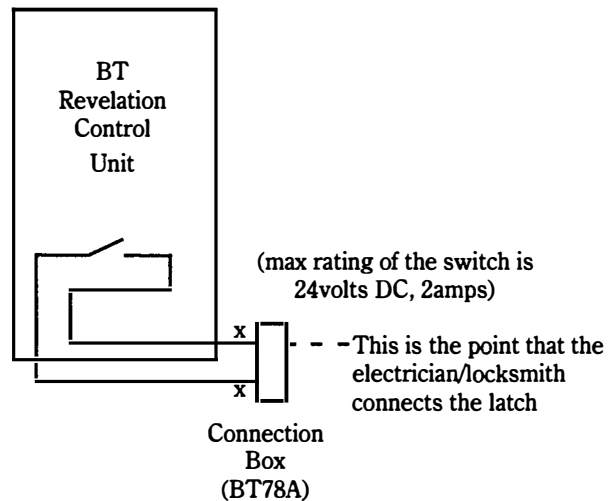 BT
Revelation
Control
Unit
(max rating of the switch is
24volts DC, 2amps)
x
- - -This is the point that the
electrician/locksmith
connects the latch
x
Connection
Box
(BT78A)